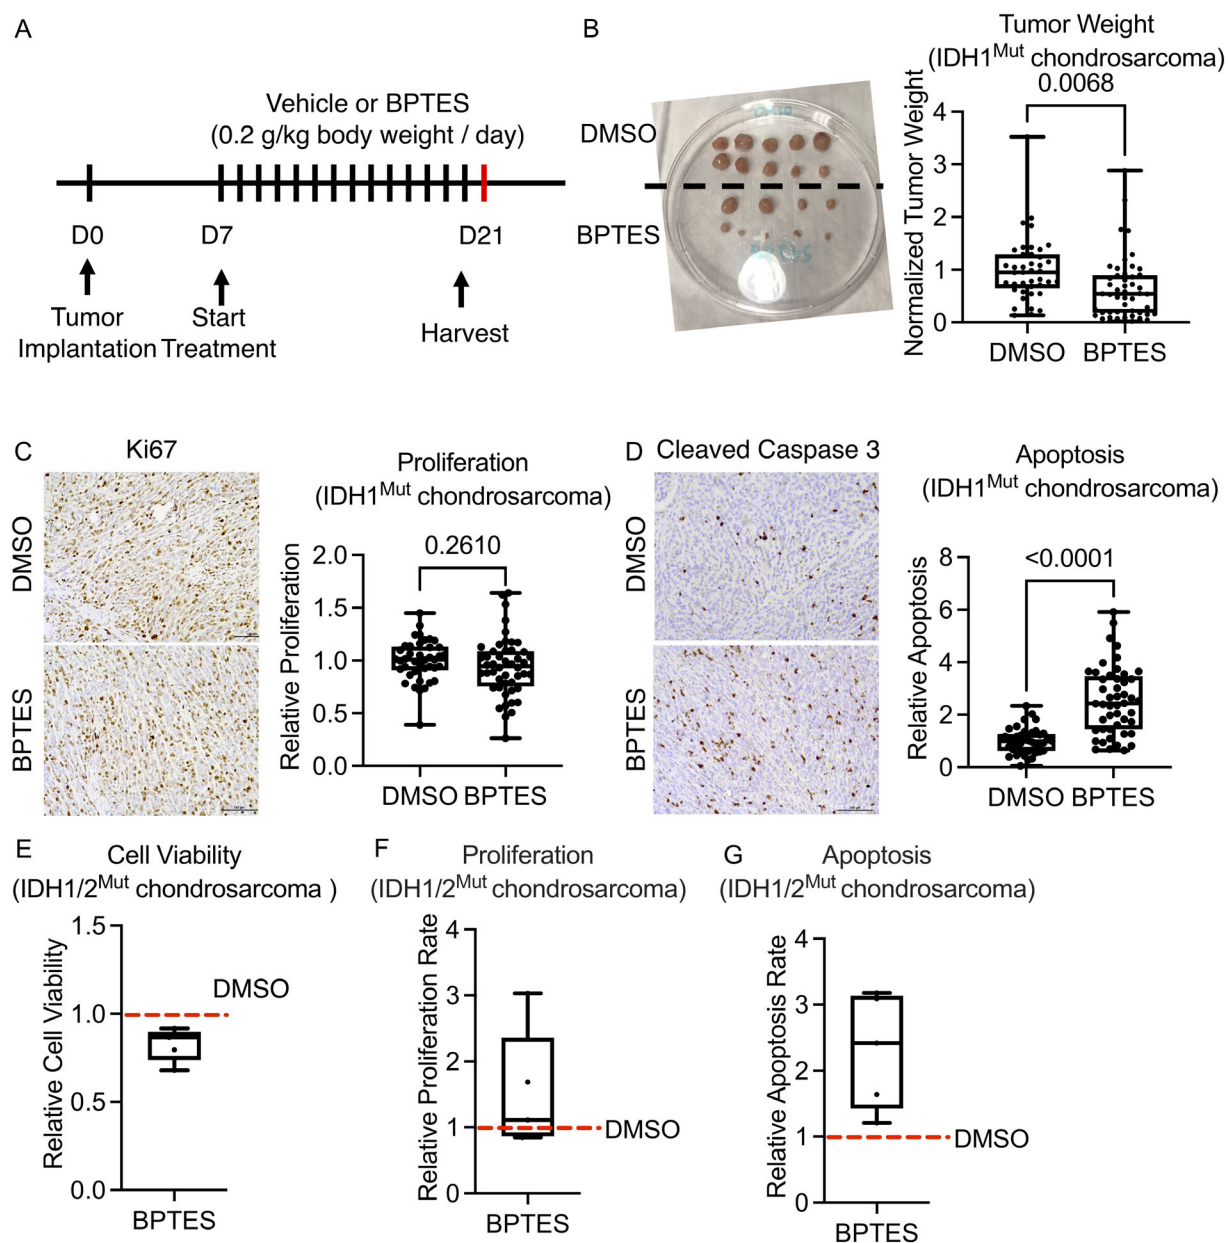 A
Vehicle or BPTES
(0.2 g/kg body weight / day)
D0
D7
D21
Tumor
Implantation
Start
Treatment
Harvest
B
DMSO
BPTES
Tumor Weight
(IDH1Mut chondrosarcoma)
0.0068
Normalized Tumor Weight
4
3
2
1
0
DMSO
BPTES
C
Ki67
DMSO
BPTES
Proliferation
(IDH1Mut chondrosarcoma)
0.2610
Relative Proliferation
2.0
1.5
1.0
0.5
0.0
DMSO BPTES
D
Cleaved Caspase 3
DMSO
BPTES
Apoptosis
(IDH1Mut chondrosarcoma)
<0.0001
Relative Apoptosis
8
6
4
2
0
DMSO BPTES
E
Cell Viability
(IDH1/2Mut chondrosarcoma )
Relative Cell Viability
1.5
1.0
0.5
0.0
DMSO
BPTES
F
Proliferation
(IDH1/2Mut chondrosarcoma)
Relative Proliferation Rate
4
3
2
1
0
DMSO
BPTES
G
Apoptosis
(IDH1/2Mut chondrosarcoma)
Relative Apoptosis Rate
4
3
2
1
0
DMSO
BPTES